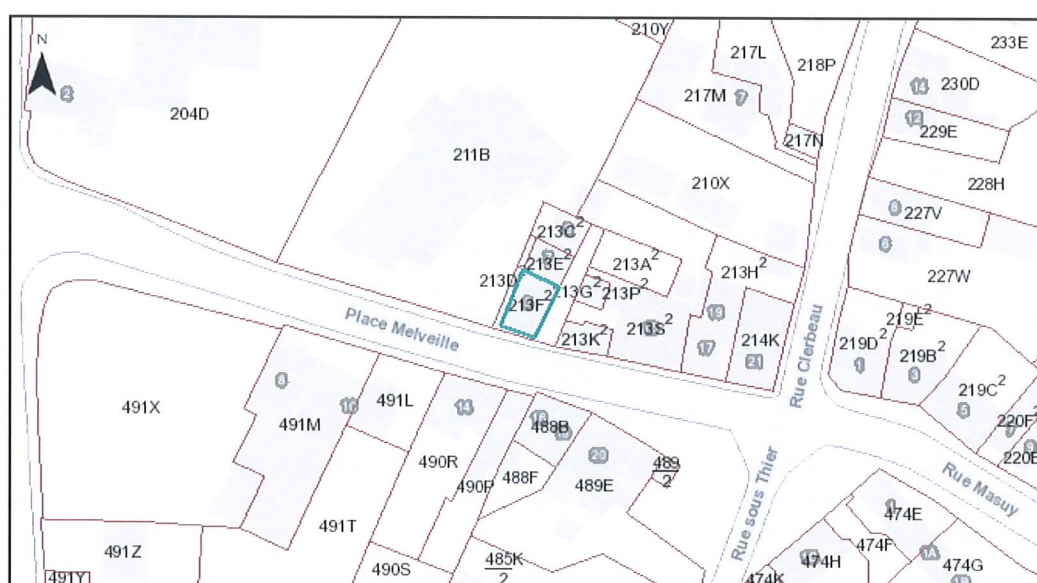 210Y
233E
N
217L
218P
2
14
230D
217M
7
204D
12
229E
217N
211B
210X
228H
8
227V
213C²
8
213E²
213A²
213H²
213D
213G²
213P²
227W
213F²
219E²
Place Melveille
19
213S²
213K²
214K
219D²
17
21
Rue Clerbeau
219B²
1
3
8
219C²
491X
491L
14
5
491M
488B
220F²
7
20
9
490R
489
2
220E
490P
488F
489E
Rue sous Thier
Rue Masuy
474E
491T
491Z
474F
1A
490S
485K
2
474H
474G
491Y
474K